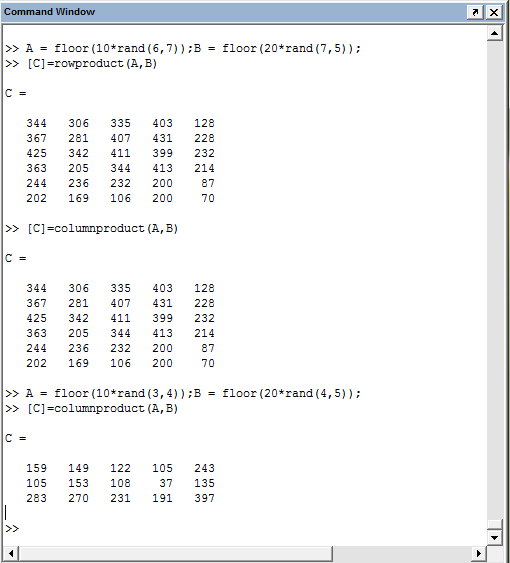 Command Window
>> A = floor(10*rand(6,7));B = floor(20*rand(7,5));
>> [C]=rowproduct(A,B)
C =
344 306 335 403 128
367 281 407 431 228
425 342 411 399 232
363 205 344 413 214
244 236 232 200 87
202 169 106 200 70
>> [C]=columnproduct(A,B)
C =
344 306 335 403 128
367 281 407 431 228
425 342 411 399 232
363 205 344 413 214
244 236 232 200 87
202 169 106 200 70
>> A = floor(10*rand(3,4));B = floor(20*rand(4,5));
>> [C]=columnproduct(A,B)
C =
159 149 122 105 243
105 153 108 37 135
283 270 231 191 397
>>